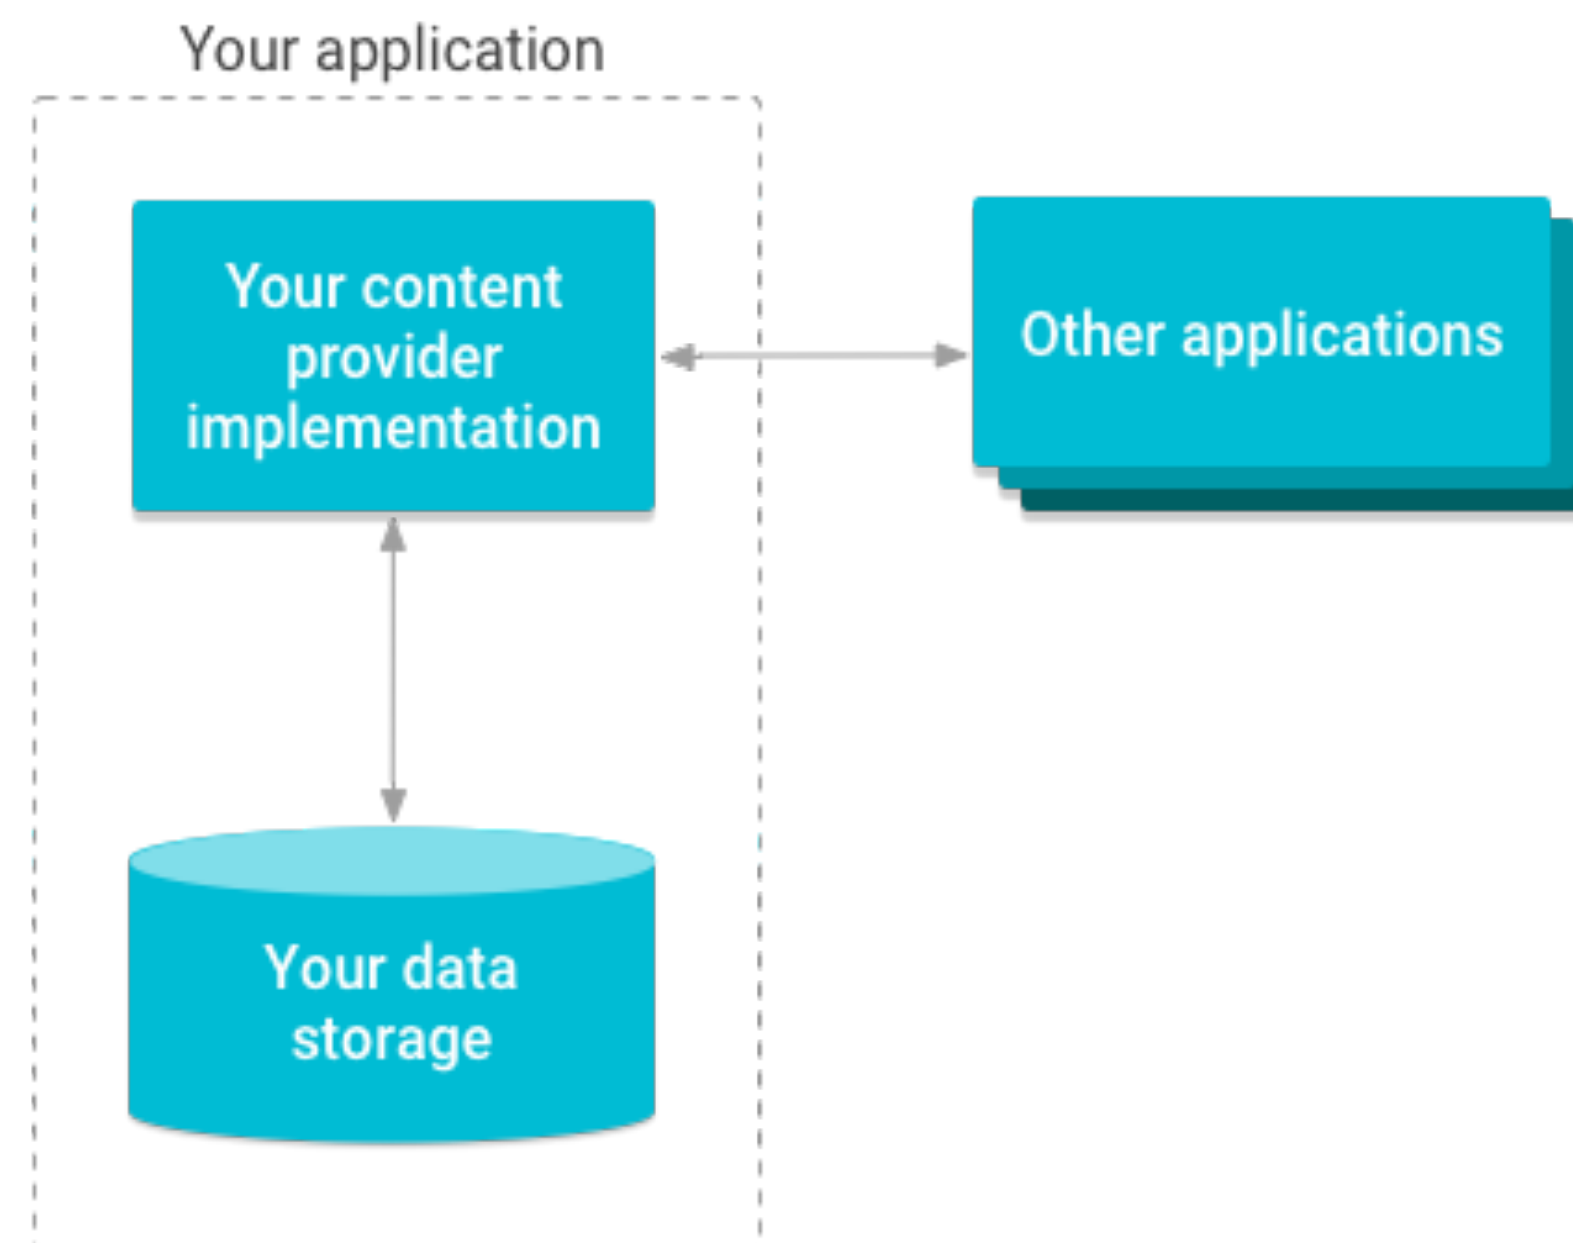 Your application
Your content
provider
implementation
Other applications
Your data
storage